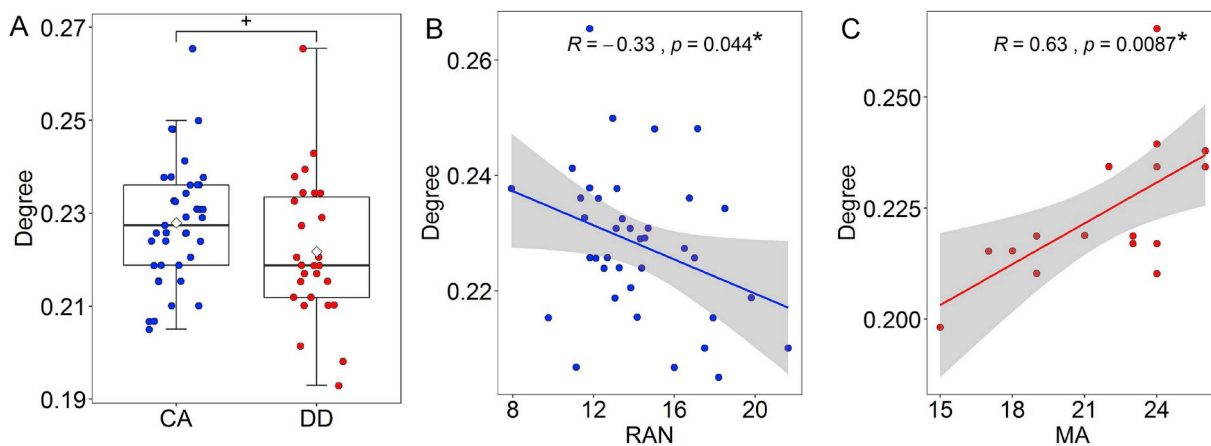 A
+
Degree
0.27
0.25
0.23
0.21
0.19
CA DD
B
R = −0.33 , p = 0.044*
Degree
0.26
0.24
0.22
8 12 16 20
RAN
C
R = 0.63 , p = 0.0087*
Degree
0.250
0.225
0.200
15 18 21 24
MA